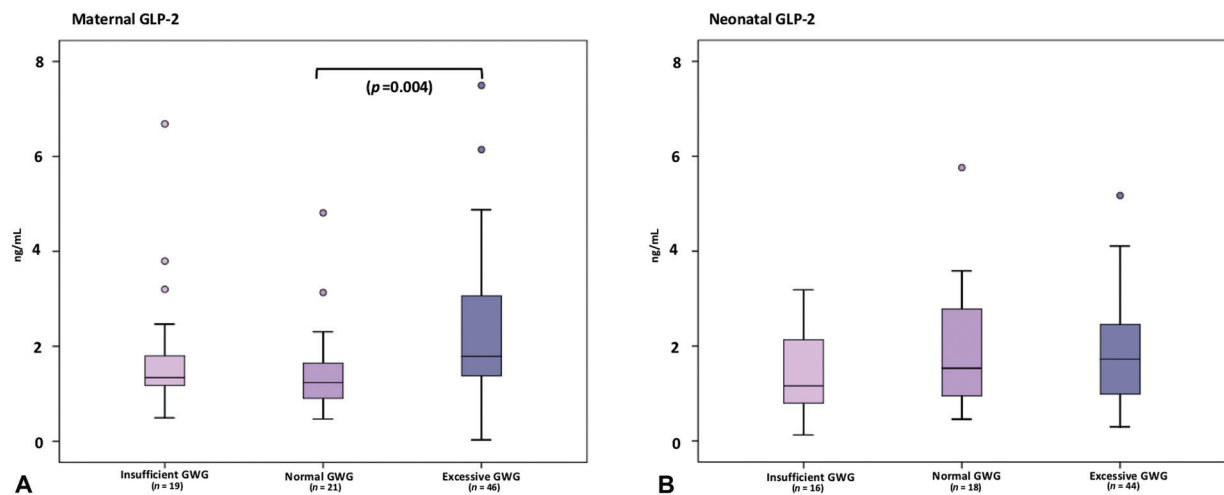 Maternal GLP-2
8
(p=0.004)
6
4
ng/mL
2
0
Insufficient GWG
(n = 19)
Normal GWG
(n = 21)
Excessive GWG
(n = 46)
A
Neonatal GLP-2
8
6
4
ng/mL
2
0
Insufficient GWG
(n = 16)
Normal GWG
(n = 18)
Excessive GWG
(n = 44)
B